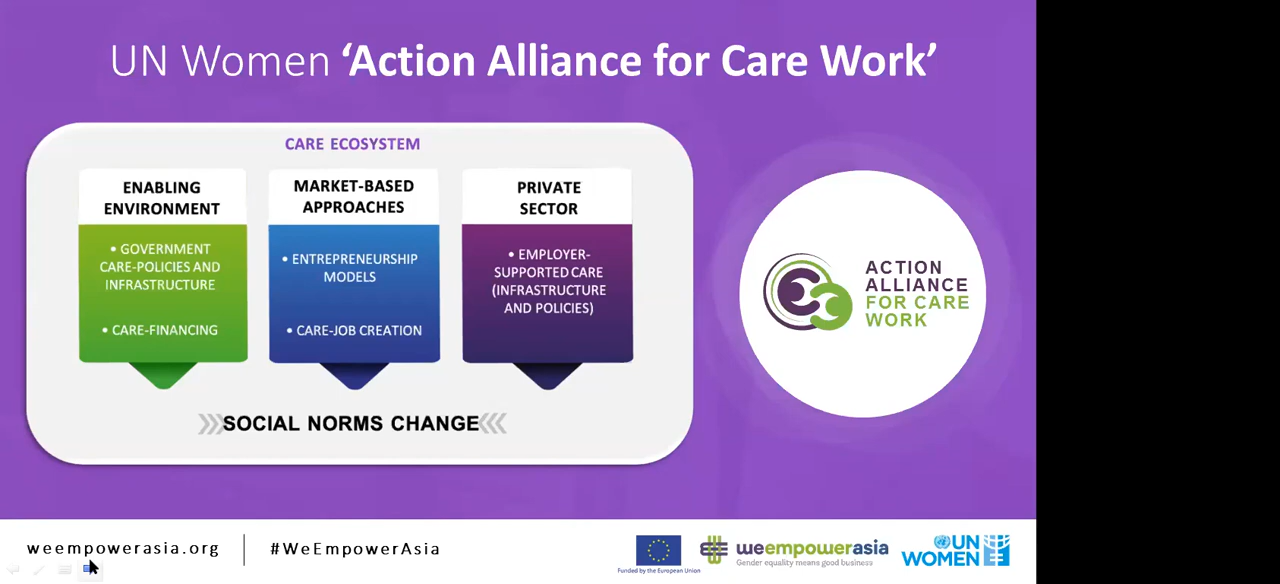 UN Women ‘Action Alliance for Care Work’
CARE ECOSYSTEM
ENABLING
ENVIRONMENT
• GOVERNMENT
CARE-POLICIES AND
INFRASTRUCTURE
• CARE-FINANCING
MARKET-BASED
APPROACHES
• ENTREPRENEURSHIP
MODELS
• CARE-JOB CREATION
PRIVATE
SECTOR
• EMPLOYER-
SUPPORTED CARE
(INFRASTRUCTURE
AND POLICIES)
SOCIAL NORMS CHANGE
ACTION
ALLIANCE
FOR CARE
WORK
weempowerasia.org
#WeEmpowerAsia
Funded by the European Union
weempowerasia
Gender equality means good business
UN
WOMEN